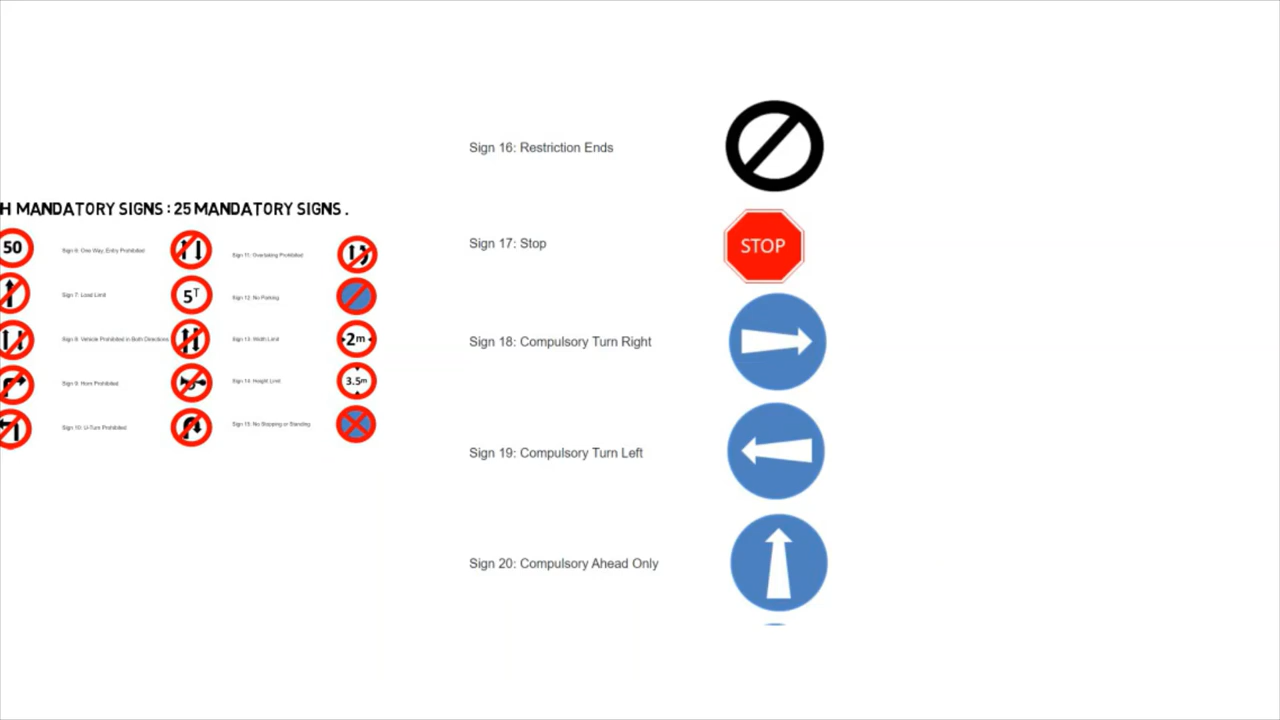 H MANDATORY SIGNS : 25 MANDATORY SIGNS .
50
Sign 6: One Way, Entry Prohibited
Sign 7: Load Limit
5T
Sign 8: Vehicle Prohibited in Both Directions
Sign 9: Horn Prohibited
Sign 10: U-Turn Prohibited
Sign 11: Overtaking Prohibited
Sign 12: No Parking
Sign 13: Width Limit
2m
Sign 14: Height Limit
3.5m
Sign 15: No Stopping or Standing
Sign 16: Restriction Ends
Sign 17: Stop
STOP
Sign 18: Compulsory Turn Right
Sign 19: Compulsory Turn Left
Sign 20: Compulsory Ahead Only